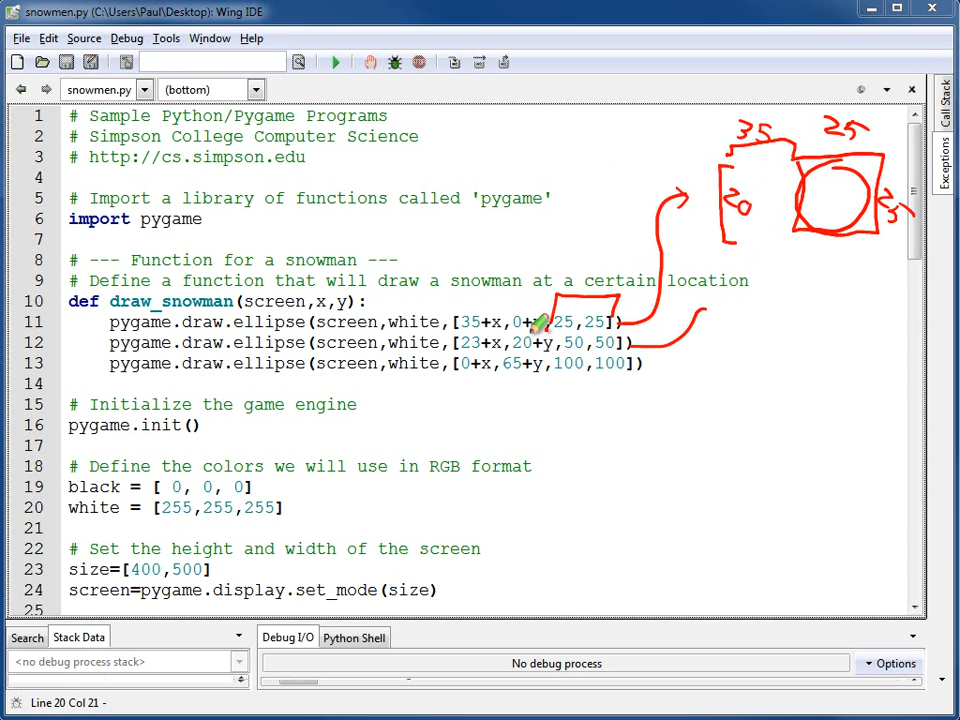 snowmen.py (C:\Users\Paul\Desktop): Wing IDE
File Edit Source Debug Tools Window Help
snowmen.py (bottom)
1 # Sample Python/Pygame Programs
2 # Simpson College Computer Science
3 # http://cs.simpson.edu
4
5 # Import a library of functions called 'pygame'
6 import pygame
7
8 # --- Function for a snowman ---
9 # Define a function that will draw a snowman at a certain location
10 def draw_snowman(screen,x,y):
11 pygame.draw.ellipse(screen,white,[35+x,0+y,25,25])
12 pygame.draw.ellipse(screen,white,[23+x,20+y,50,50])
13 pygame.draw.ellipse(screen,white,[0+x,65+y,100,100])
14
15 # Initialize the game engine
16 pygame.init()
17
18 # Define the colors we will use in RGB format
19 black = [ 0, 0, 0]
20 white = [255,255,255]
21
22 # Set the height and width of the screen
23 size=[400,500]
24 screen=pygame.display.set_mode(size)
25
35 25
20 25
Call Stack
Exceptions
Search Stack Data
Debug I/O Python Shell
<no debug process stack>
No debug process
Options
Line 20 Col 21 -